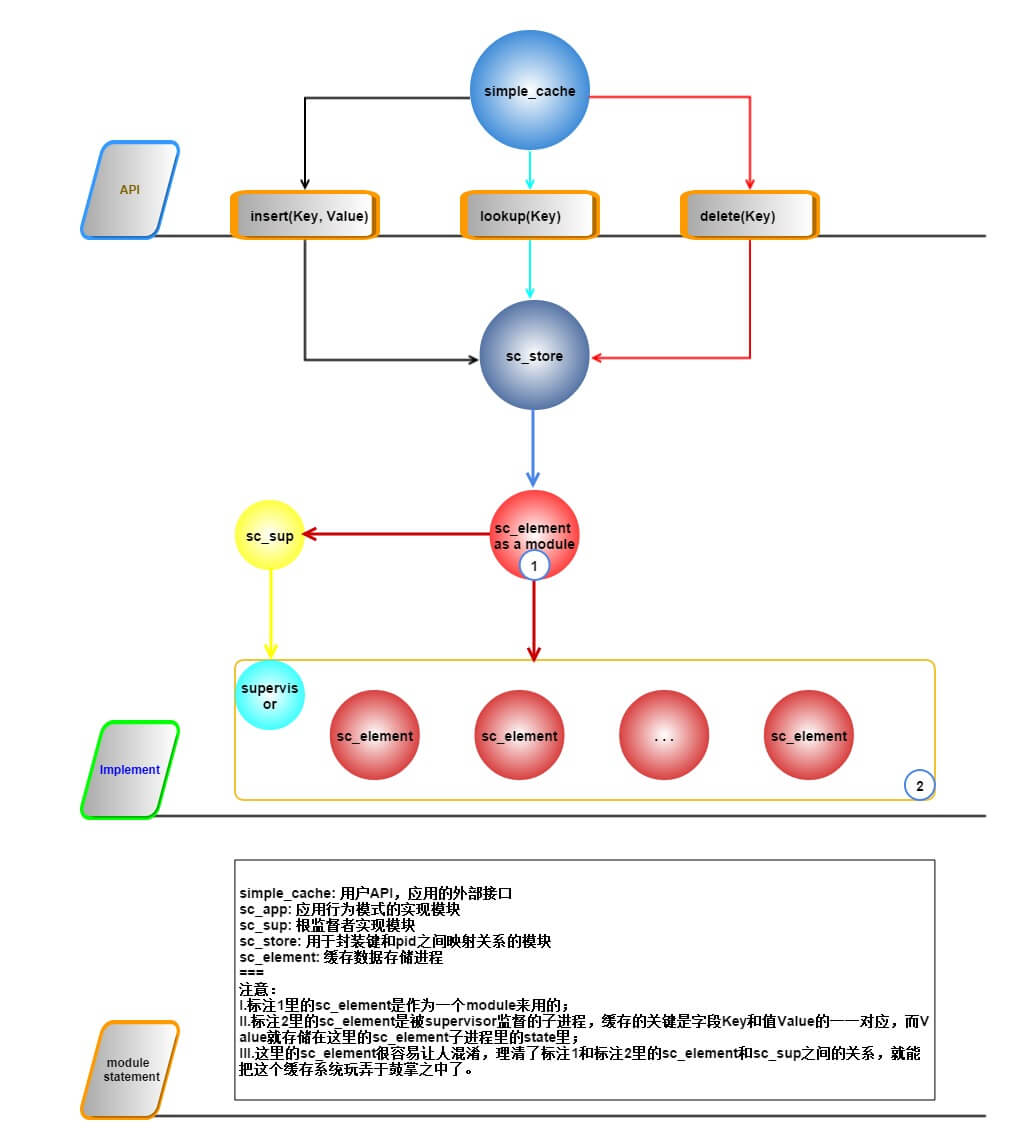 simple_cache
API
insert(Key, Value)
lookup(Key)
delete(Key)
sc_store
sc_sup
sc_element
as a module
1
supervis
or
sc_element
sc_element
. . .
sc_element
Implement
2
simple_cache: 用户API，应用的外部接口
sc_app: 应用行为模式的实现模块
sc_sup: 根监督者实现模块
sc_store: 用于封装键和pid之间映射关系的模块
sc_element: 缓存数据存储进程
===
注意：
I.标注1里的sc_element是作为一个module来用的；
II.标注2里的sc_element是被supervisor监督的子进程，缓存的关键是字段Key和值Value的一一对应，而V
alue就存储在这里的sc_element子进程里的state里；
III.这里的sc_element很容易让人混淆，理清了标注1和标注2里的sc_element和sc_sup之间的关系，就能
把这个缓存系统玩弄于鼓掌之中了。
module
statement